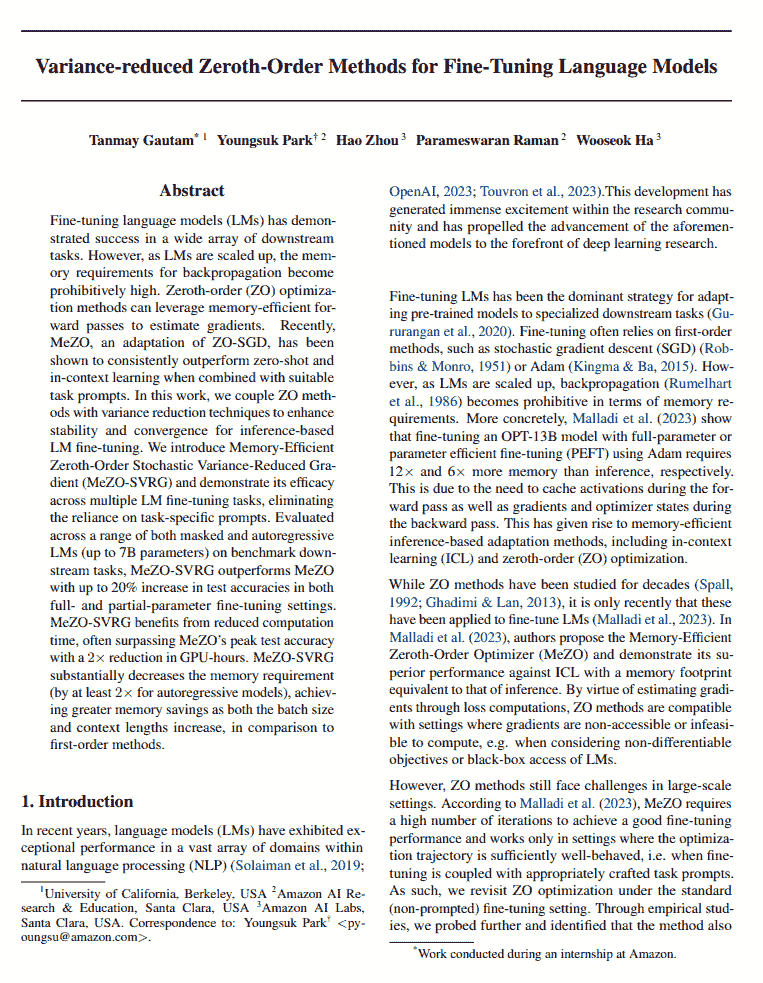 Variance-reduced Zeroth-Order Methods for Fine-Tuning Language Models
Tanmay Gautam* 1 Youngsuk Park† 2 Hao Zhou 3 Parameswaran Raman 2 Wooseok Ha 3
Abstract
Fine-tuning language models (LMs) has demon-
strated success in a wide array of downstream
tasks. However, as LMs are scaled up, the mem-
ory requirements for backpropagation become
prohibitively high. Zeroth-order (ZO) optimiza-
tion methods can leverage memory-efficient for-
ward passes to estimate gradients. Recently,
MeZO, an adaptation of ZO-SGD, has been
shown to consistently outperform zero-shot and
in-context learning when combined with suitable
task prompts. In this work, we couple ZO meth-
ods with variance reduction techniques to enhance
stability and convergence for inference-based
LM fine-tuning. We introduce Memory-Efficient
Zeroth-Order Stochastic Variance-Reduced Gra-
dient (MeZO-SVRG) and demonstrate its efficacy
across multiple LM fine-tuning tasks, eliminating
the reliance on task-specific prompts. Evaluated
across a range of both masked and autoregressive
LMs (up to 7B parameters) on benchmark down-
stream tasks, MeZO-SVRG outperforms MeZO
with up to 20% increase in test accuracies in both
full- and partial-parameter fine-tuning settings.
MeZO-SVRG benefits from reduced computation
time, often surpassing MeZO's peak test accuracy
with a 2× reduction in GPU-hours. MeZO-SVRG
substantially decreases the memory requirement
(by at least 2× for autoregressive models), achiev-
ing greater memory savings as both the batch size
and context lengths increase, in comparison to
first-order methods.
1. Introduction
In recent years, language models (LMs) have exhibited ex-
ceptional performance in a vast array of domains within
natural language processing (NLP) (Solaiman et al., 2019;
1University of California, Berkeley, USA 2Amazon AI Re-
search & Education, Santa Clara, USA 3Amazon AI Labs,
Santa Clara, USA. Correspondence to: Youngsuk Park† <py-
oungsu@amazon.com>.
OpenAI, 2023; Touvron et al., 2023).This development has
generated immense excitement within the research commu-
nity and has propelled the advancement of the aforemen-
tioned models to the forefront of deep learning research.
Fine-tuning LMs has been the dominant strategy for adapt-
ing pre-trained models to specialized downstream tasks (Gu-
rurangan et al., 2020). Fine-tuning often relies on first-order
methods, such as stochastic gradient descent (SGD) (Rob-
bins & Monro, 1951) or Adam (Kingma & Ba, 2015). How-
ever, as LMs are scaled up, backpropagation (Rumelhart
et al., 1986) becomes prohibitive in terms of memory re-
quirements. More concretely, Malladi et al. (2023) show
that fine-tuning an OPT-13B model with full-parameter or
parameter efficient fine-tuning (PEFT) using Adam requires
12× and 6× more memory than inference, respectively.
This is due to the need to cache activations during the for-
ward pass as well as gradients and optimizer states during
the backward pass. This has given rise to memory-efficient
inference-based adaptation methods, including in-context
learning (ICL) and zeroth-order (ZO) optimization.
While ZO methods have been studied for decades (Spall,
1992; Ghadimi & Lan, 2013), it is only recently that these
have been applied to fine-tune LMs (Malladi et al., 2023). In
Malladi et al. (2023), authors propose the Memory-Efficient
Zeroth-Order Optimizer (MeZO) and demonstrate its su-
perior performance against ICL with a memory footprint
equivalent to that of inference. By virtue of estimating gradi-
ents through loss computations, ZO methods are compatible
with settings where gradients are non-accessible or infeasi-
ble to compute, e.g. when considering non-differentiable
objectives or black-box access of LMs.
However, ZO methods still face challenges in large-scale
settings. According to Malladi et al. (2023), MeZO requires
a high number of iterations to achieve a good fine-tuning
performance and works only in settings where the optimiza-
tion trajectory is sufficiently well-behaved, i.e. when fine-
tuning is coupled with appropriately crafted task prompts.
As such, we revisit ZO optimization under the standard
(non-prompted) fine-tuning setting. Through empirical stud-
ies, we probed further and identified that the method also
*Work conducted during an internship at Amazon.